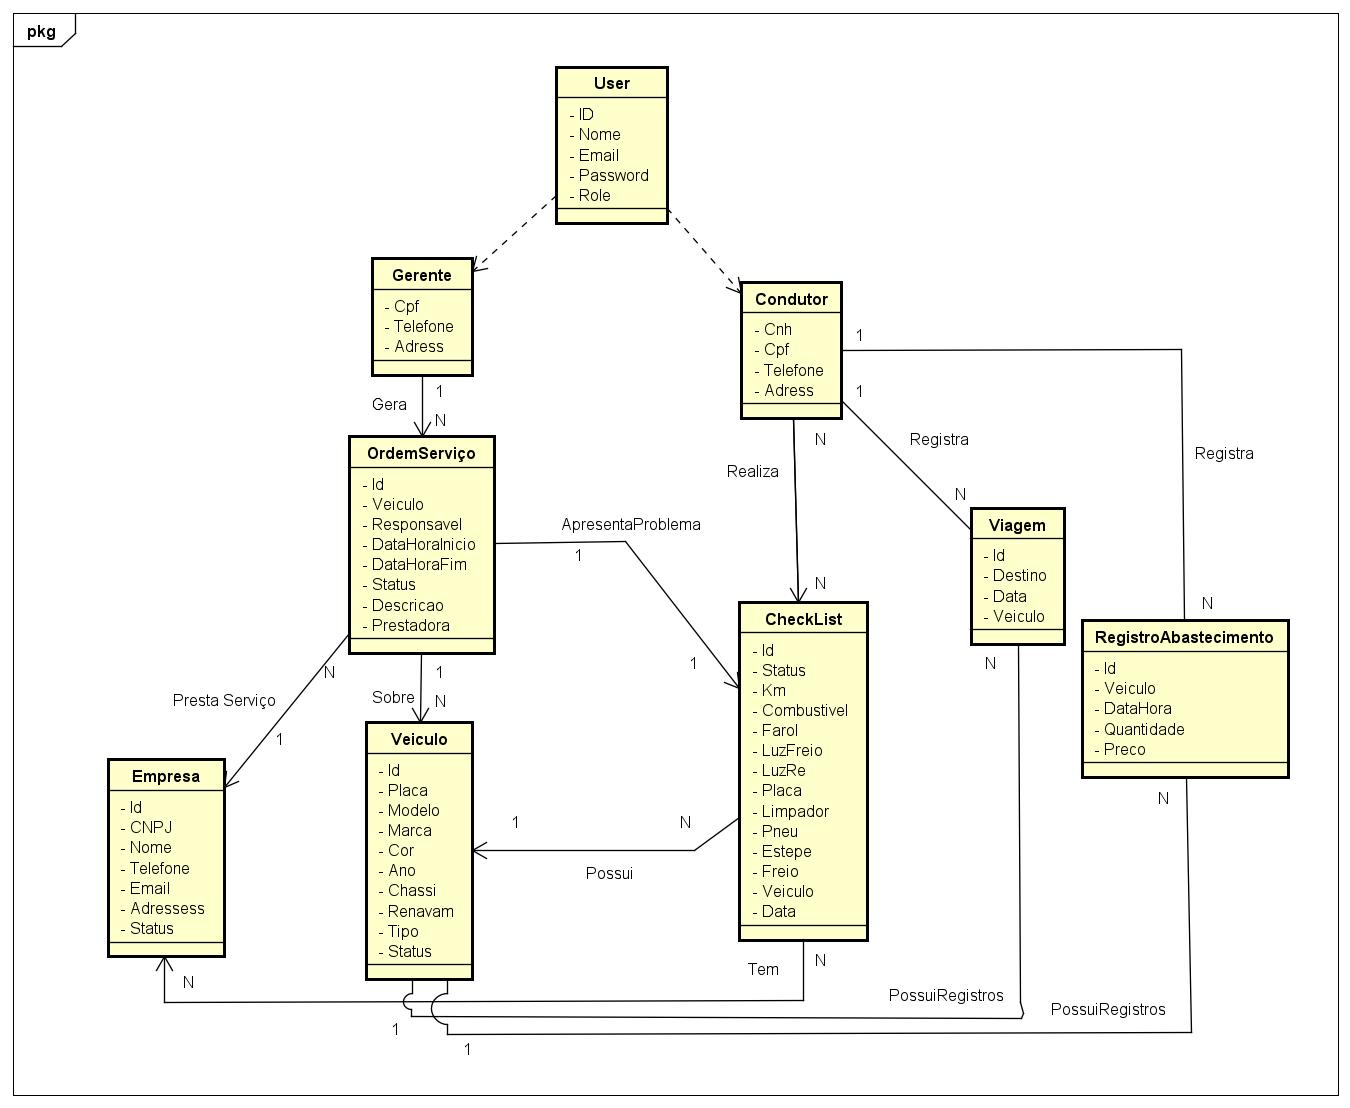 pkg
User
- ID
- Nome
- Email
- Password
- Role
Gerente
- Cpf
- Telefone
- Adress
Condutor
- Cnh
- Cpf
- Telefone
- Adress
1
1
Gera
N
1
N
Realiza
N
Registra
N
Registra
N
OrdemServiço
- Id
- Veiculo
- Responsavel
- DataHoraInicio
- DataHoraFim
- Status
- Descricao
- Prestadora
ApresentaProblema
1
1
Viagem
- Id
- Destino
- Data
- Veiculo
N
CheckList
- Id
- Status
- Km
- Combustivel
- Farol
- LuzFreio
- LuzRe
- Placa
- Limpador
- Pneu
- Estepe
- Freio
- Veiculo
- Data
RegistroAbastecimento
- Id
- Veiculo
- DataHora
- Quantidade
- Preco
N
N
Presta Serviço
1
1
Sobre
N
Veiculo
- Id
- Placa
- Modelo
- Marca
- Cor
- Ano
- Chassi
- Renavam
- Tipo
- Status
Empresa
- Id
- CNPJ
- Nome
- Telefone
- Email
- Adressess
- Status
1
N
Possui
Tem
N
N
PossuiRegistros
PossuiRegistros
1
1